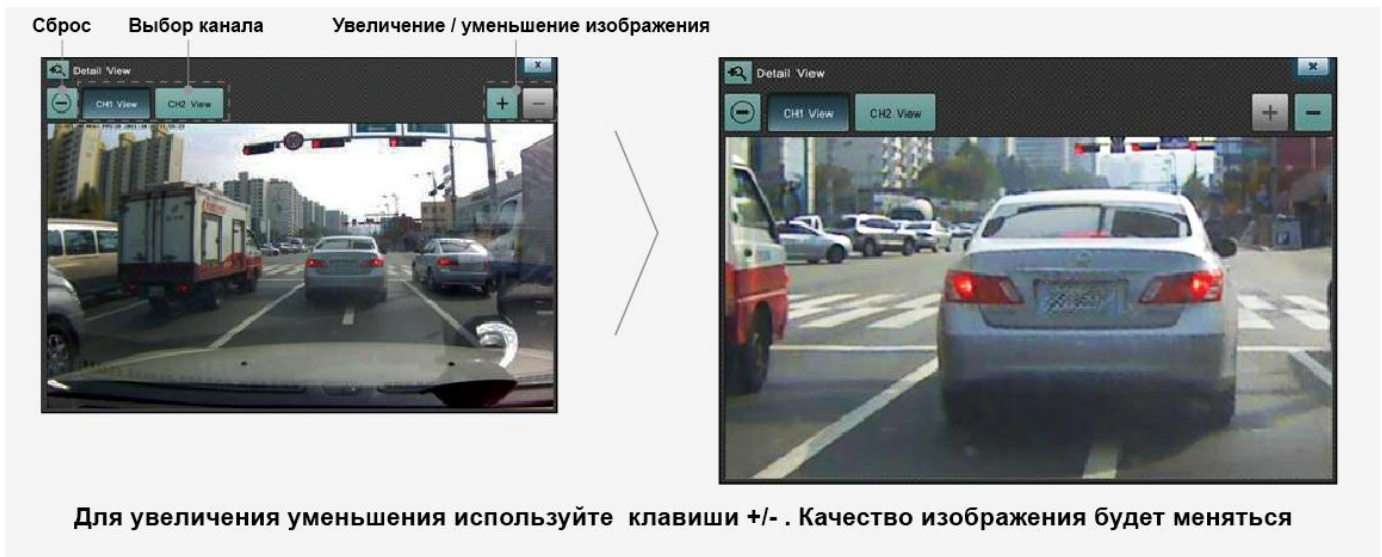 Сброс Выбор канала Увеличение / уменьшение изображения
Detail View x
CH1 View CH2 View + -
Detail View x
CH1 View CH2 View + -
Для увеличения уменьшения используйте клавиши +/- . Качество изображения будет меняться